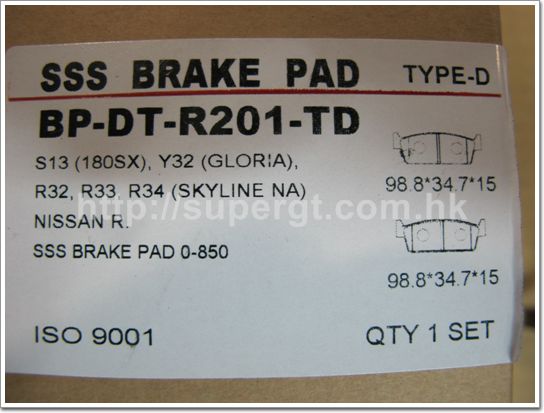 SSS BRAKE PAD TYPE-D
BP-DT-R201-TD
S13 (180SX), Y32 (GLORIA),
R32, R33, R34 (SKYLINE NA)
98.8*34.7*15
http://supergt.com.hk
NISSAN R.
SSS BRAKE PAD 0-850
98.8*34.7*15
ISO 9001
QTY 1 SET